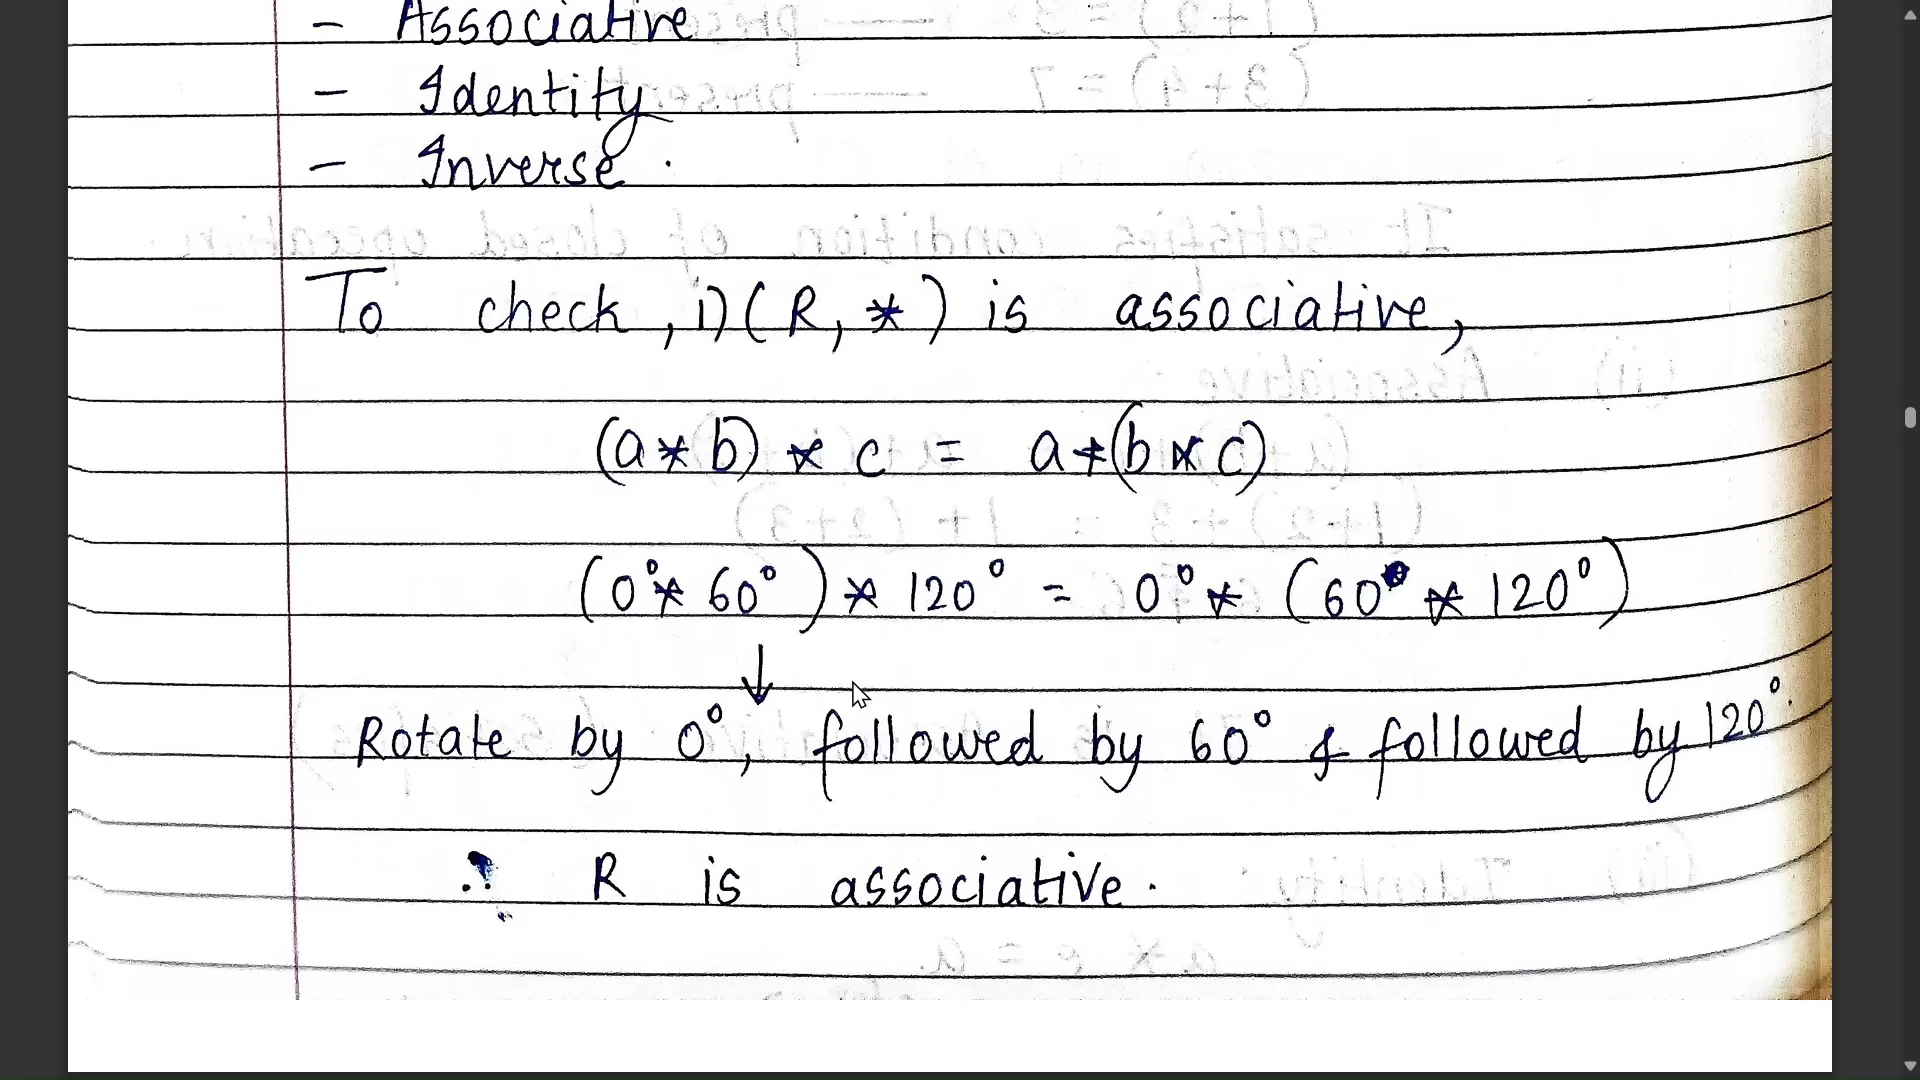 - Associative
- Identity
- Inverse.
To check, i) (R, *) is associative,
(a * b) * c = a * (b * c)
(0° * 60°) * 120° = 0° * (60° * 120°)
↓
Rotate by 0°, followed by 60° & followed by 120°.
∴ R is associative.